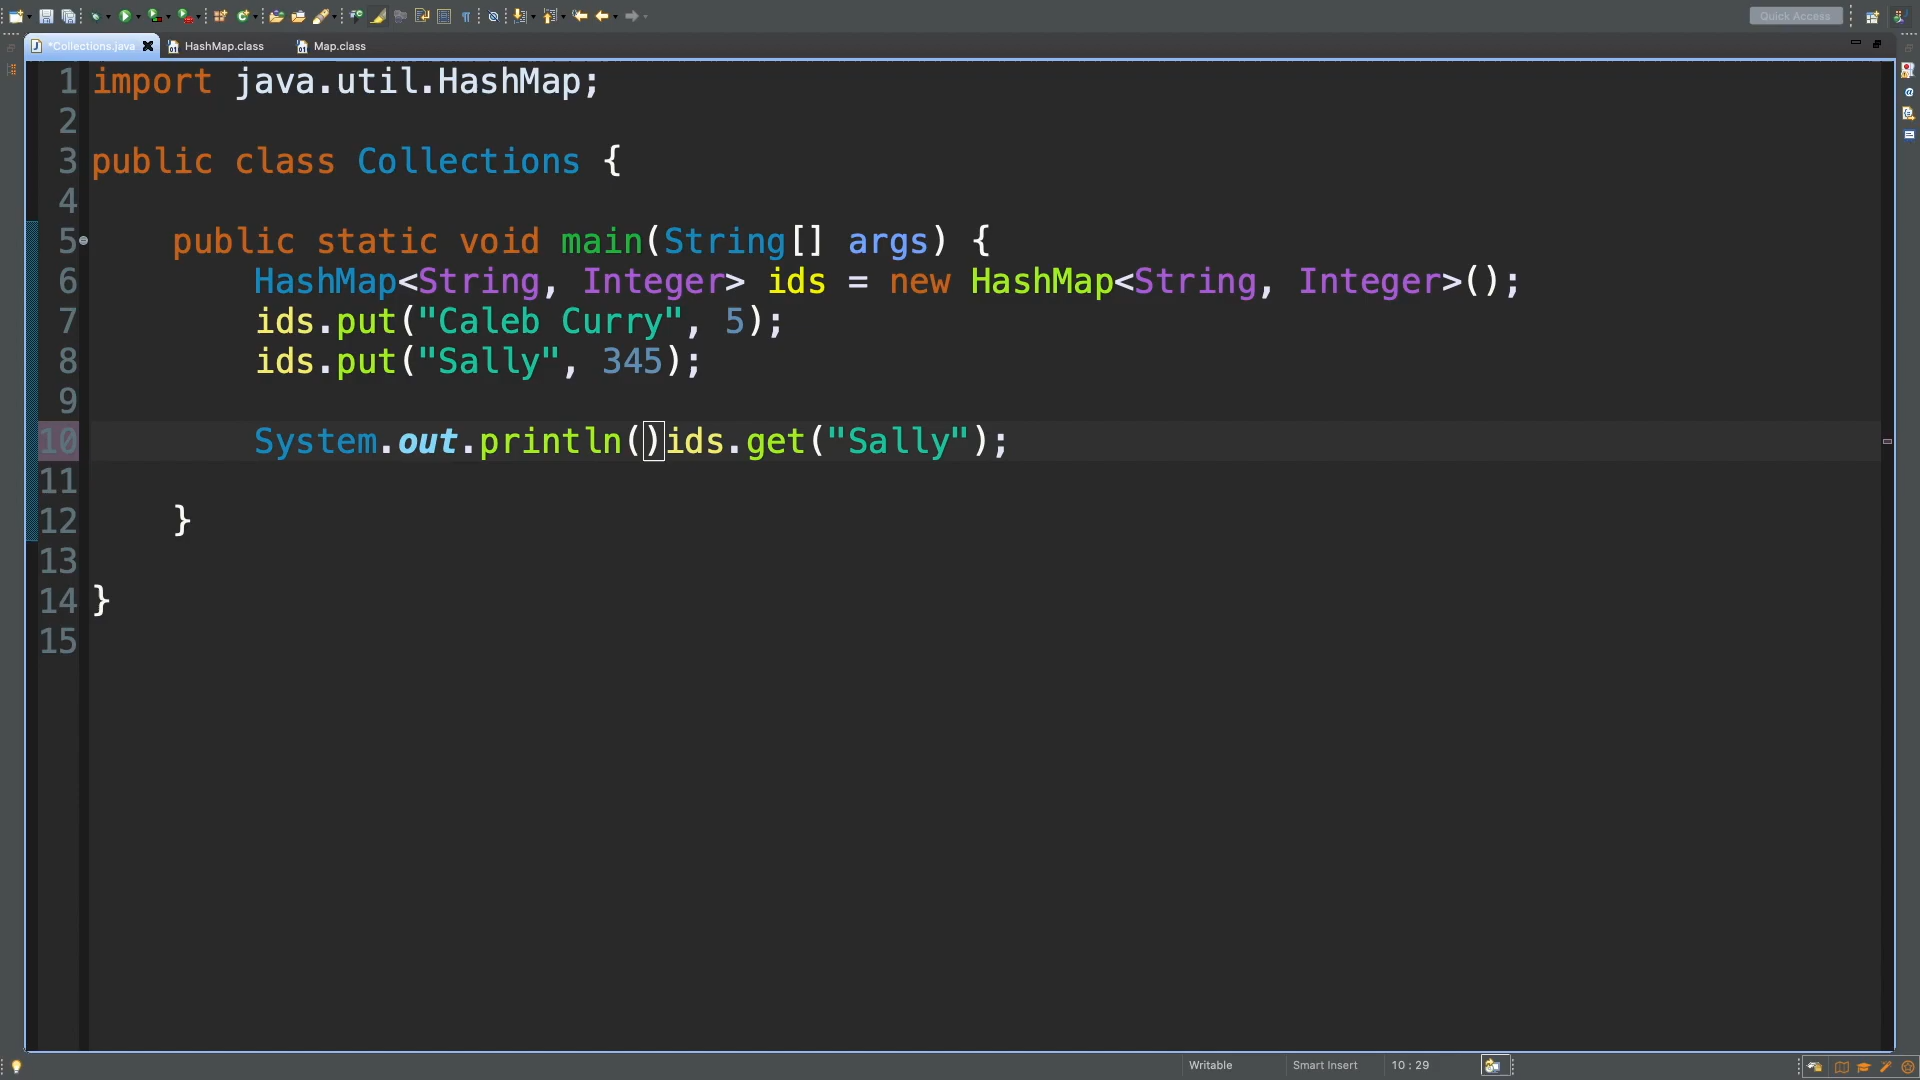 Quick Access
*Collections.java
HashMap.class
Map.class
1 import java.util.HashMap;
2
3 public class Collections {
4
5 public static void main(String[] args) {
6 HashMap<String, Integer> ids = new HashMap<String, Integer>();
7 ids.put("Caleb Curry", 5);
8 ids.put("Sally", 345);
9
10 System.out.println()ids.get("Sally");
11
12 }
13
14 }
15
Writable
Smart Insert
10 : 29